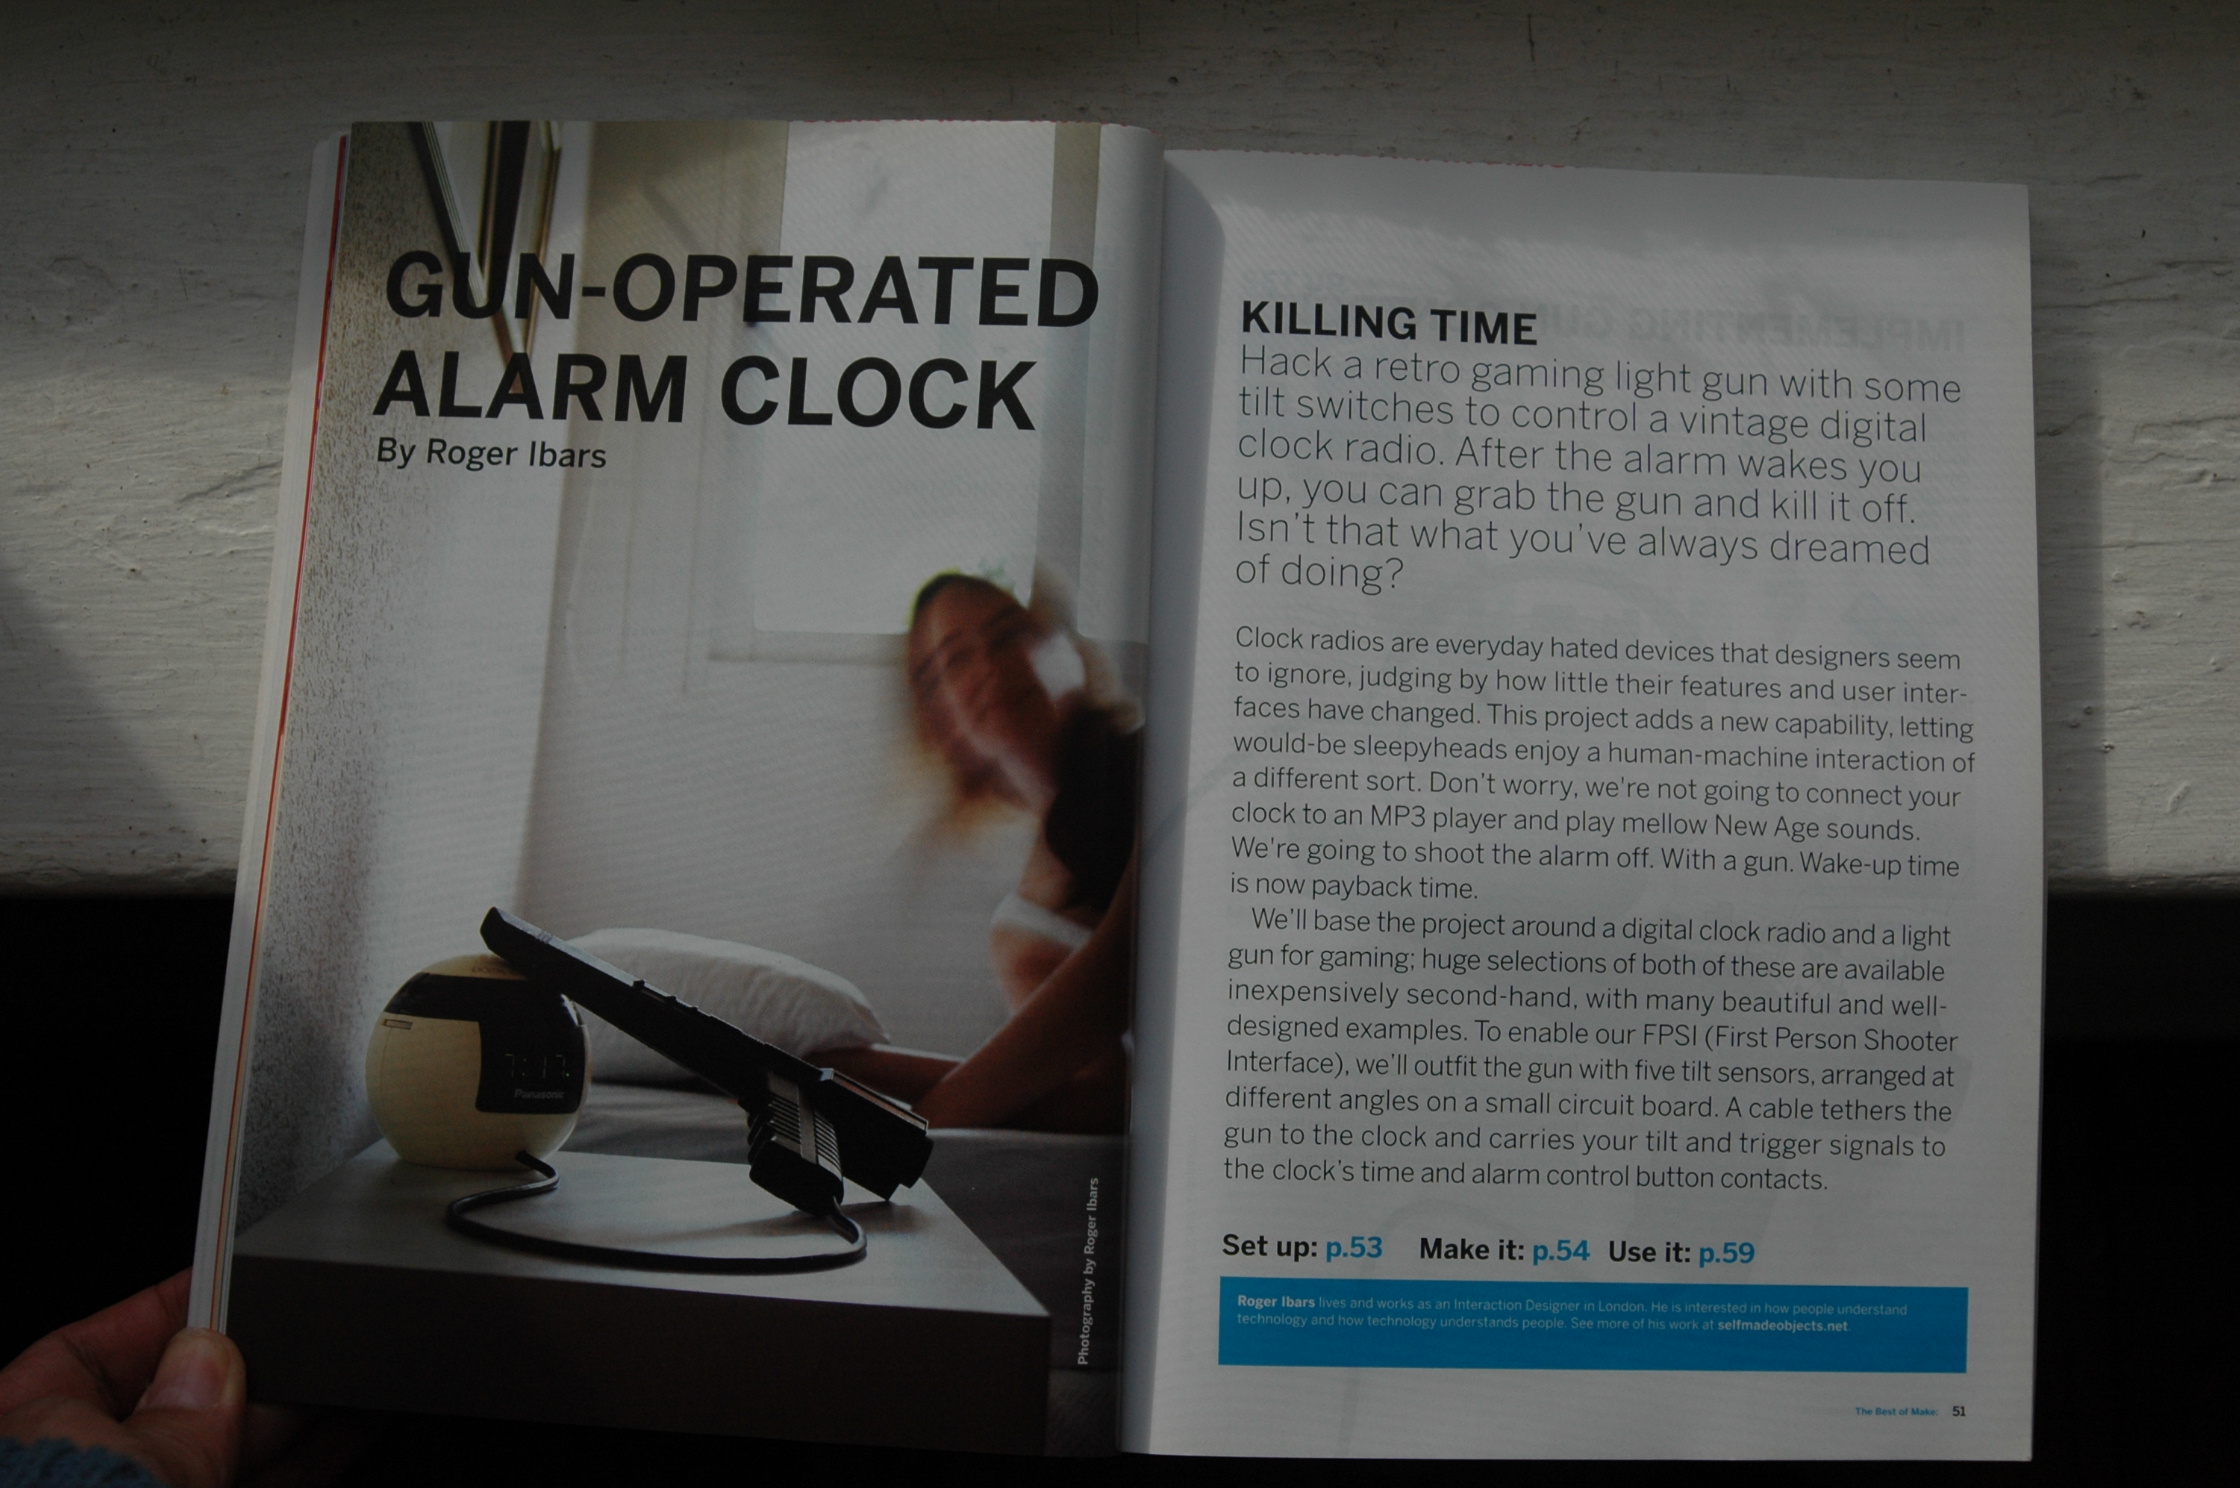 GUN-OPERATED
ALARM CLOCK
By Roger Ibars
7:17
Panasonic
Photography by Roger Ibars
KILLING TIME
Hack a retro gaming light gun with some
tilt switches to control a vintage digital
clock radio. After the alarm wakes you
up, you can grab the gun and kill it off.
Isn't that what you've always dreamed
of doing?
Clock radios are everyday hated devices that designers seem
to ignore, judging by how little their features and user inter-
faces have changed. This project adds a new capability, letting
would-be sleepyheads enjoy a human-machine interaction of
a different sort. Don't worry, we're not going to connect your
clock to an MP3 player and play mellow New Age sounds.
We're going to shoot the alarm off. With a gun. Wake-up time
is now payback time.
We'll base the project around a digital clock radio and a light
gun for gaming; huge selections of both of these are available
inexpensively second-hand, with many beautiful and well-
designed examples. To enable our FPSI (First Person Shooter
Interface), we'll outfit the gun with five tilt sensors, arranged at
different angles on a small circuit board. A cable tethers the
gun to the clock and carries your tilt and trigger signals to
the clock's time and alarm control button contacts.
Set up: p.53 Make it: p.54 Use it: p.59
Roger Ibars lives and works as an Interaction Designer in London. He is interested in how people understand
technology and how technology understands people. See more of his work at selfmadeobjects.net.
The Best of Make: 51